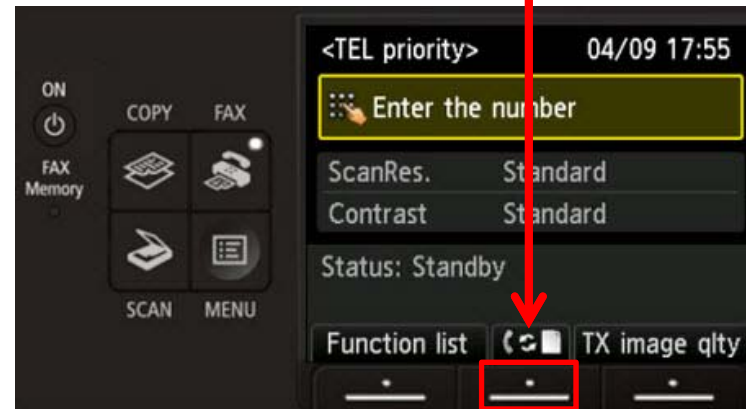 <TEL priority> 04/09 17:55
ON
COPY FAX
Enter the number
FAX
Memory
ScanRes. Standard
Contrast Standard
Status: Standby
SCAN MENU
Function list TX image qlty